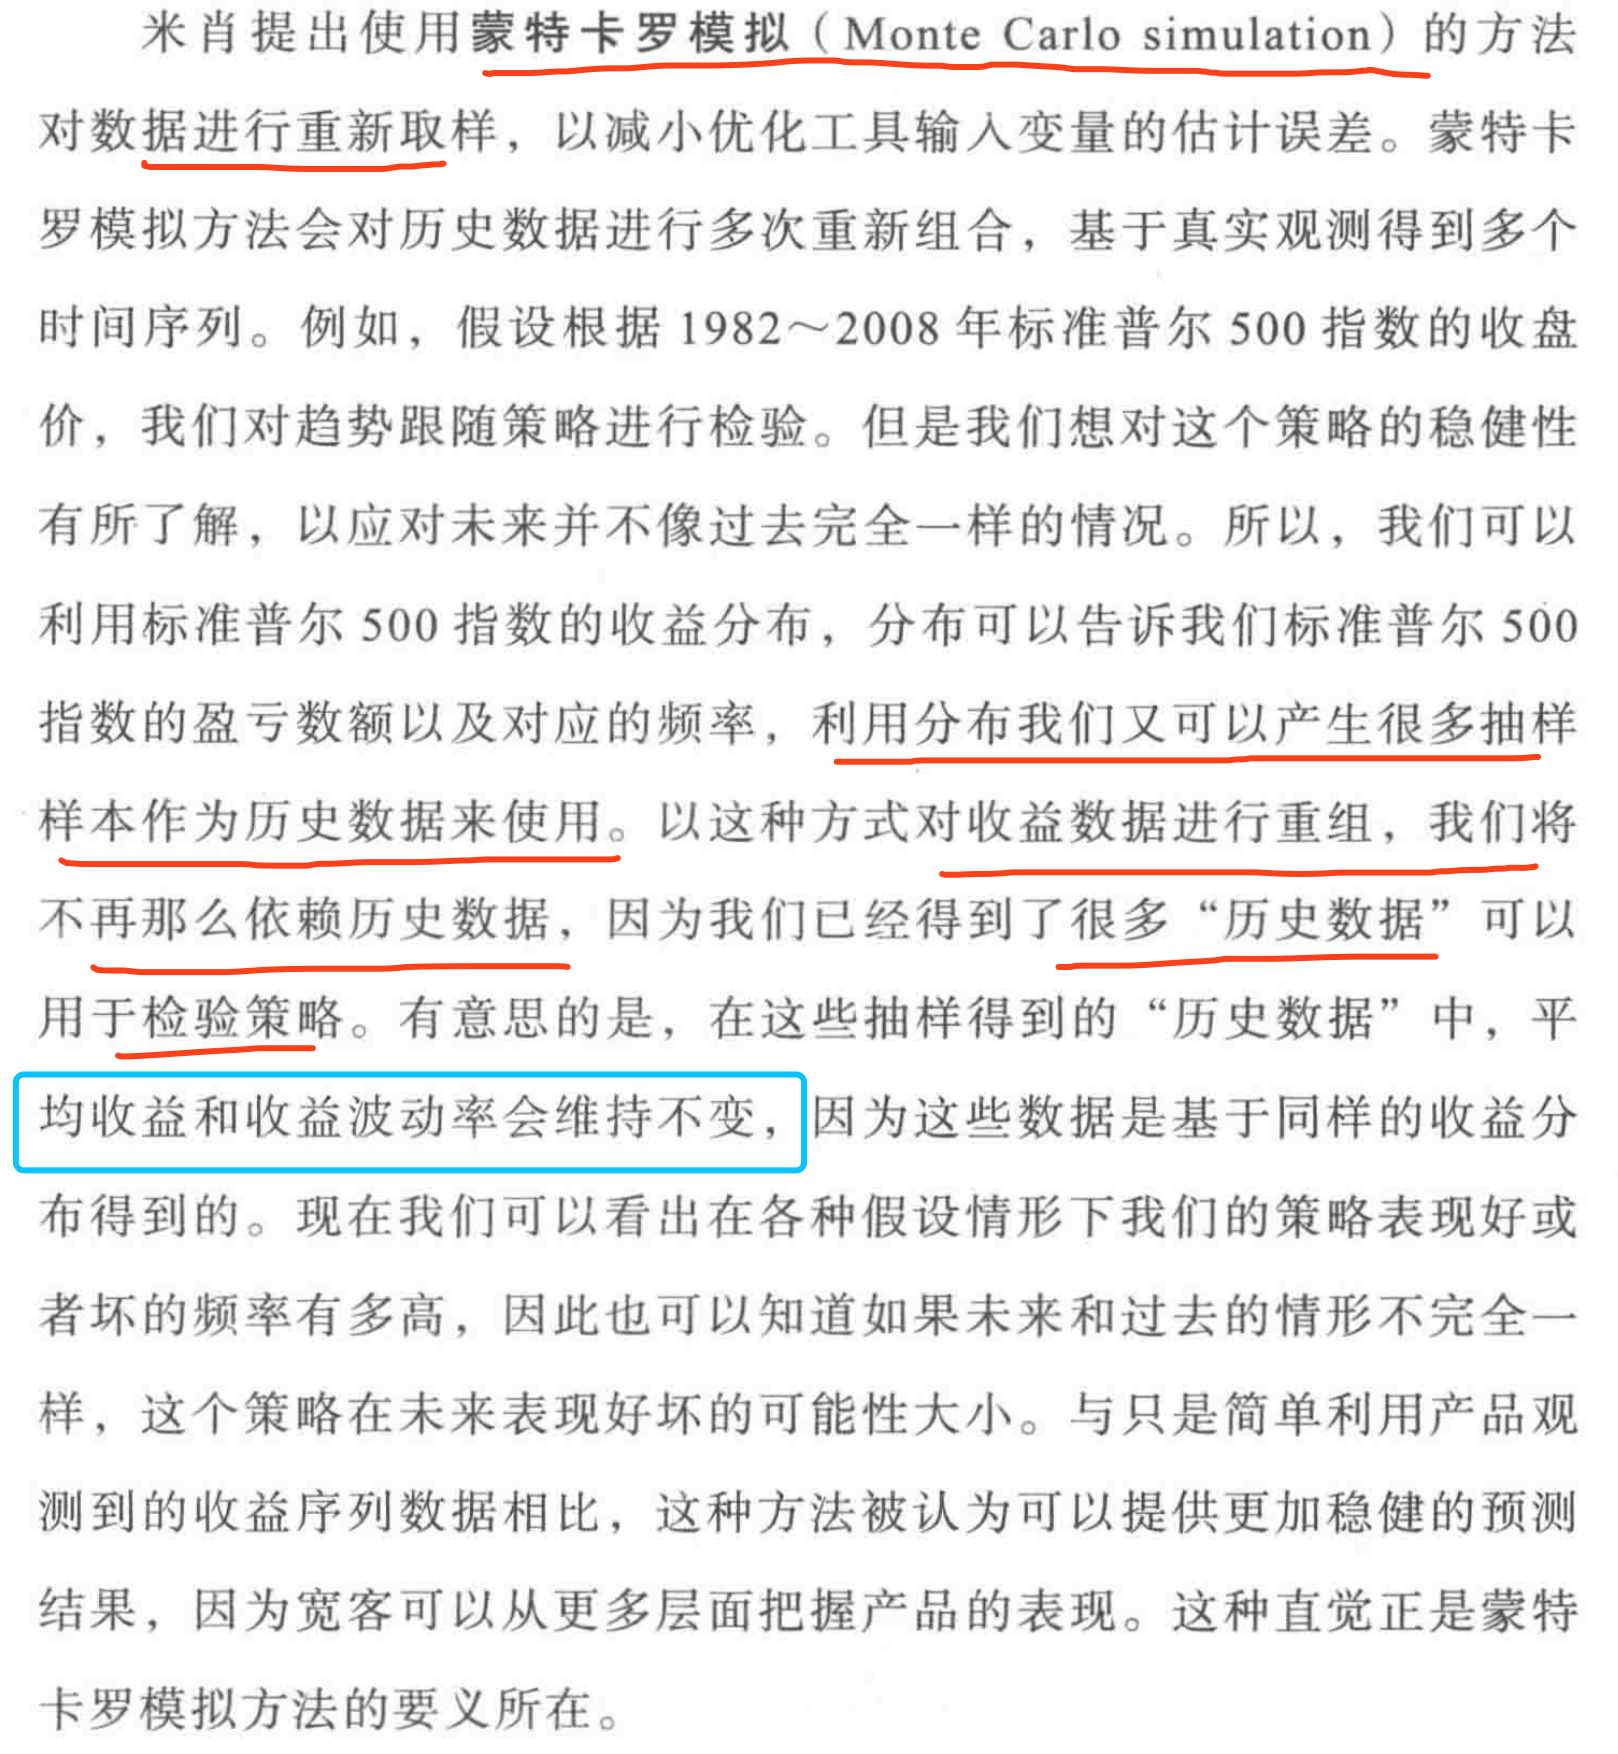 米肖提出使用蒙特卡罗模拟（Monte Carlo simulation）的方法
对数据进行重新取样，以减小优化工具输入变量的估计误差。蒙特卡
罗模拟方法会对历史数据进行多次重新组合，基于真实观测得到多个
时间序列。例如，假设根据 1982～2008 年标准普尔 500 指数的收盘
价，我们对趋势跟随策略进行检验。但是我们想对这个策略的稳健性
有所了解，以应对未来并不像过去完全一样的情况。所以，我们可以
利用标准普尔 500 指数的收益分布，分布可以告诉我们标准普尔 500
指数的盈亏数额以及对应的频率，利用分布我们又可以产生很多抽样
样本作为历史数据来使用。以这种方式对收益数据进行重组，我们将
不再那么依赖历史数据，因为我们已经得到了很多“历史数据”可以
用于检验策略。有意思的是，在这些抽样得到的“历史数据”中，平
均收益和收益波动率会维持不变，因为这些数据是基于同样的收益分
布得到的。现在我们可以看出在各种假设情形下我们的策略表现好或
者坏的频率有多高，因此也可以知道如果未来和过去的情形不完全一
样，这个策略在未来表现好坏的可能性大小。与只是简单利用产品观
测到的收益序列数据相比，这种方法被认为可以提供更加稳健的预测
结果，因为宽客可以从更多层面把握产品的表现。这种直觉正是蒙特
卡罗模拟方法的要义所在。